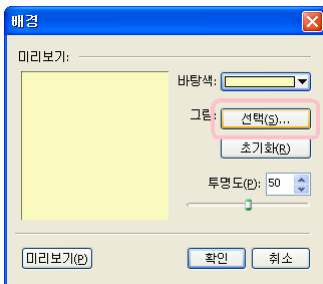 배경
미리보기:
바탕색:
그림: 선택(S)...
초기화(R)
투명도(P): 50
미리보기(P) 확인 취소